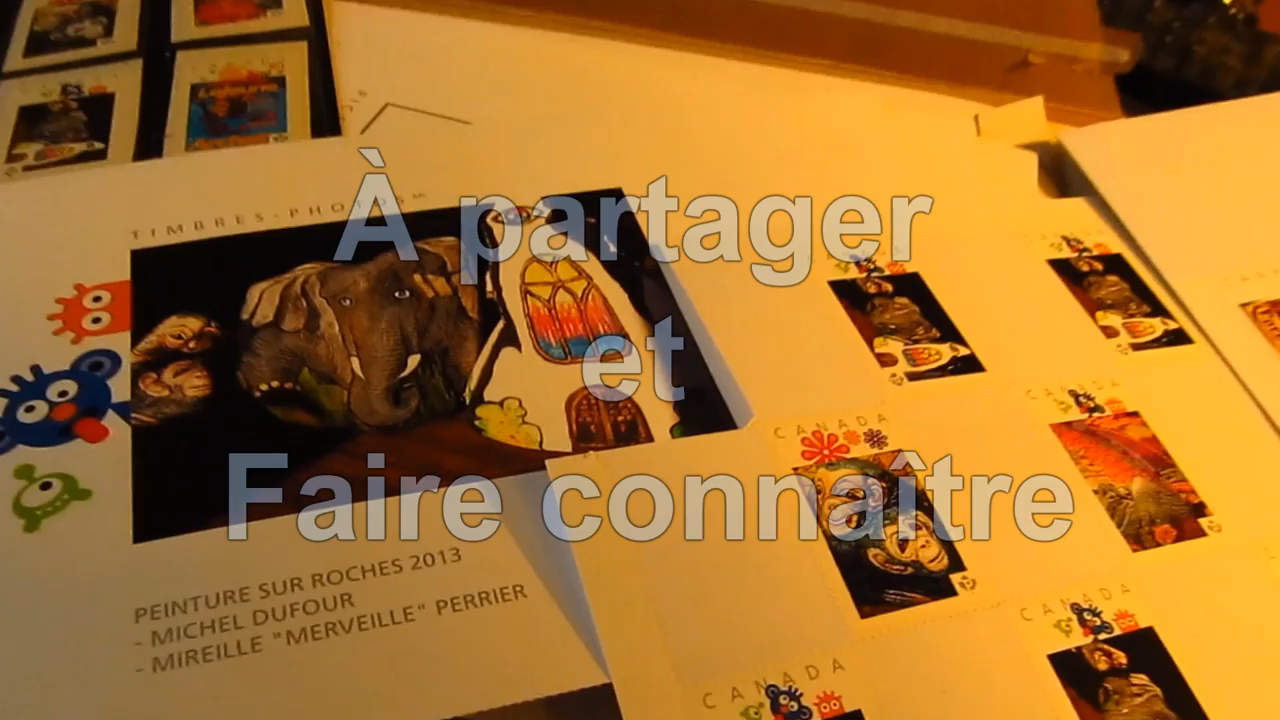 TIMBRES-PHOTOS MC
À partager
et
Faire connaître
PEINTURE SUR ROCHES 2013
- MICHEL DUFOUR
- MIREILLE "MERVEILLE" PERRIER
CANADA
CANADA
CANADA
CANADA